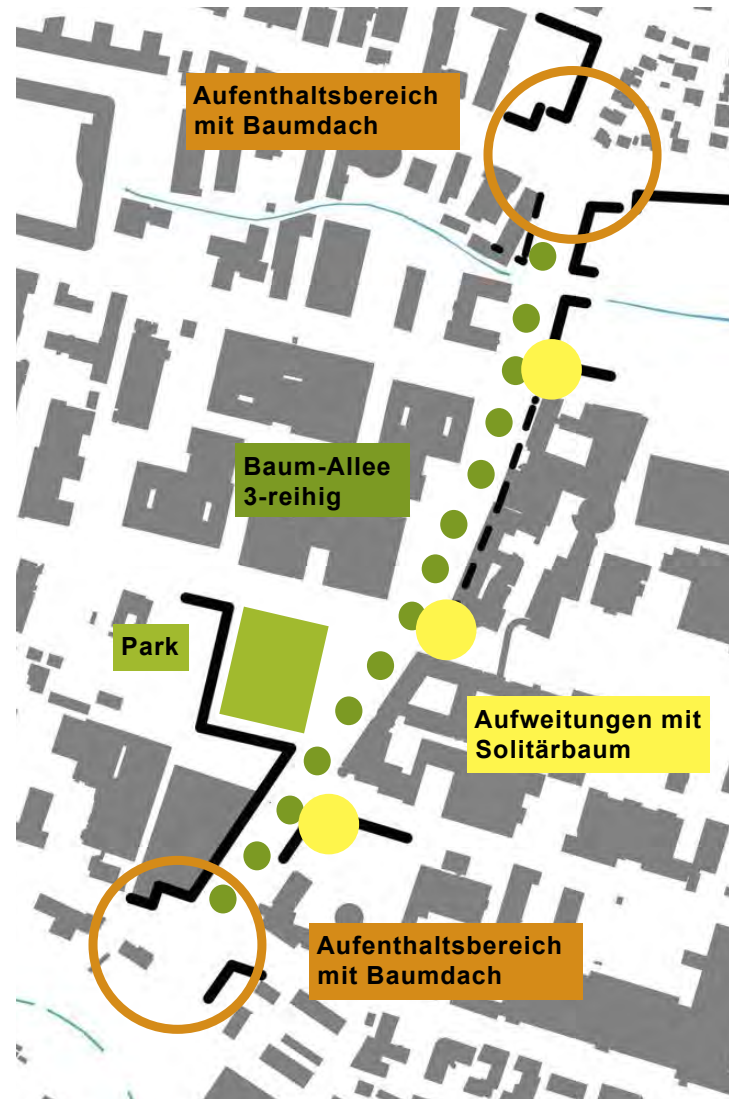 Aufenthaltsbereich
mit Baumdach
Baum-Allee
3-reihig
Park
Aufweitungen mit
Solitärbaum
Aufenthaltsbereich
mit Baumdach